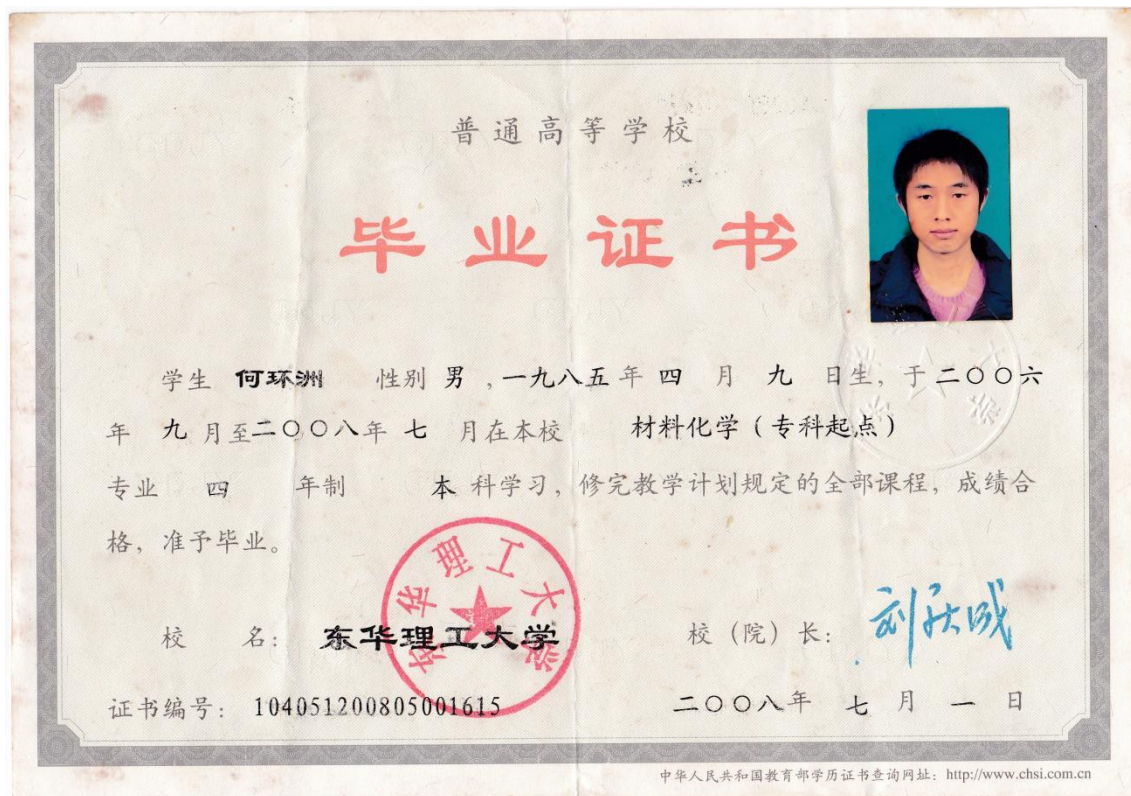 普通高等学校
毕业证书
学生 何环洲 性别 男 ,一九八五年 四 月 九 日生,于二〇〇六
年 九 月至二〇〇八年 七 月在本校 材料化学(专科起点)
专业 四 年制 本 科学习,修完教学计划规定的全部课程,成绩合
格,准予毕业。
东华理工大学
校 名: 东华理工大学 校(院)长:
证书编号: 104051200805001615 二〇〇八年 七 月 一 日
中华人民共和国教育部学历证书查询网址:http://www.chsi.com.cn